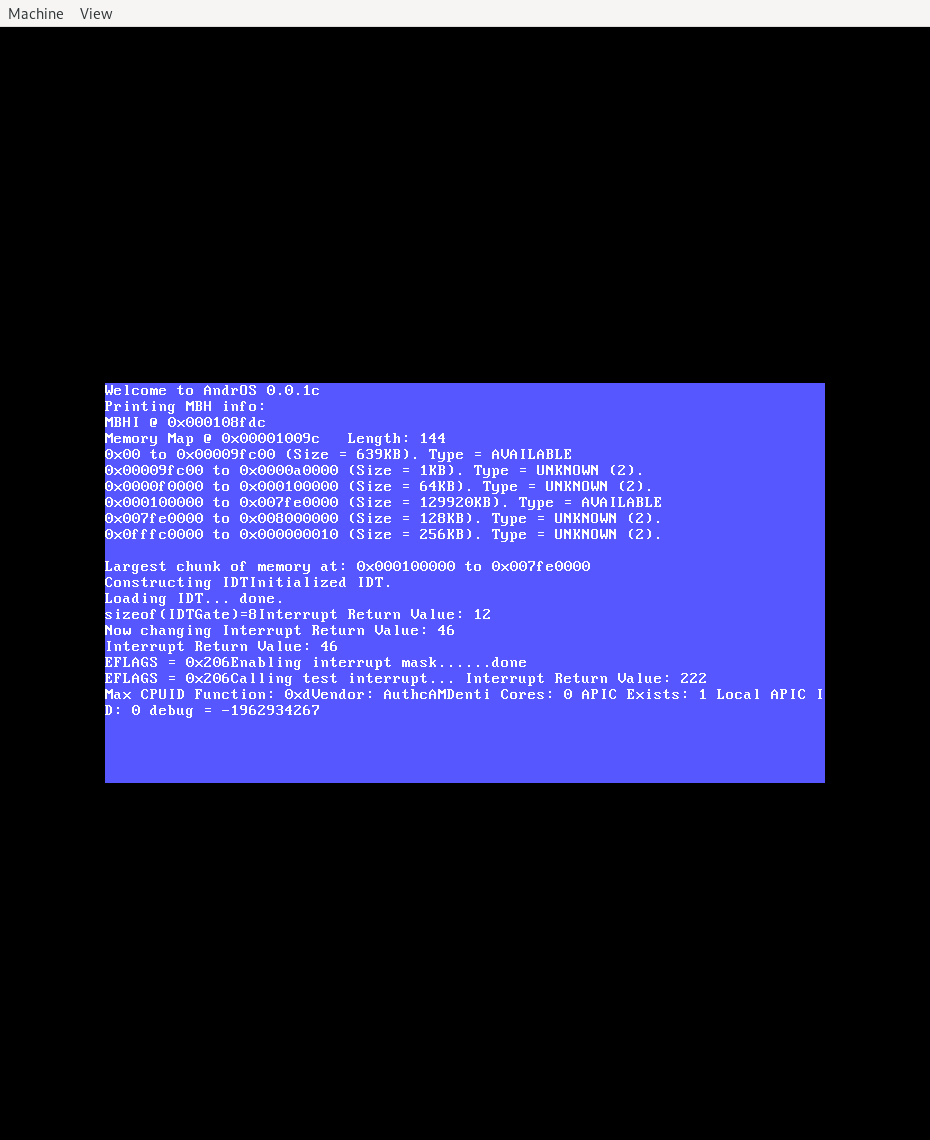 Machine View
Welcome to AndrOS 0.0.1c
Printing MBH info:
MBHI @ 0x000108fdc
Memory Map @ 0x00001009c   Length: 144
0x00 to 0x00009fc00 (Size = 639KB). Type = AVAILABLE
0x00009fc00 to 0x0000a0000 (Size = 1KB). Type = UNKNOWN (2).
0x0000f0000 to 0x000100000 (Size = 64KB). Type = UNKNOWN (2).
0x000100000 to 0x007fe0000 (Size = 129920KB). Type = AVAILABLE
0x007fe0000 to 0x008000000 (Size = 128KB). Type = UNKNOWN (2).
0x0fffc0000 to 0x000000010 (Size = 256KB). Type = UNKNOWN (2).
Largest chunk of memory at: 0x000100000 to 0x007fe0000
Constructing IDTInitialized IDT.
Loading IDT... done.
sizeof(IDTGate)=8Interrupt Return Value: 12
Now changing Interrupt Return Value: 46
Interrupt Return Value: 46
EFLAGS = 0x206Enabling interrupt mask......done
EFLAGS = 0x206Calling test interrupt... Interrupt Return Value: 222
Max CPUID Function: 0xdVendor: AuthcAMDenti Cores: 0 APIC Exists: 1 Local APIC I
D: 0 debug = -1962934267